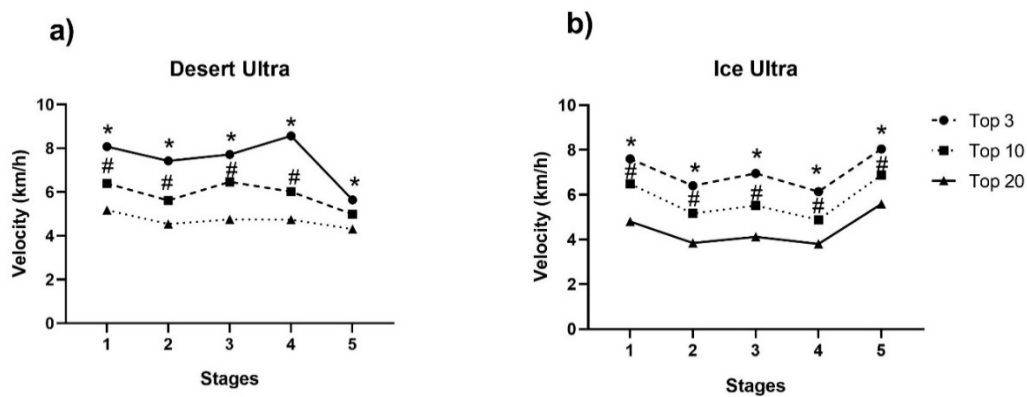 a)
Desert Ultra
10
8
6
4
2
0
Velocity (km/h)
* * * * *
# # # #
1 2 3 4 5
Stages
b)
Ice Ultra
10
8
6
4
2
0
Velocity (km/h)
* * * * *
# # # # #
1 2 3 4 5
Stages
Top 3
Top 10
Top 20